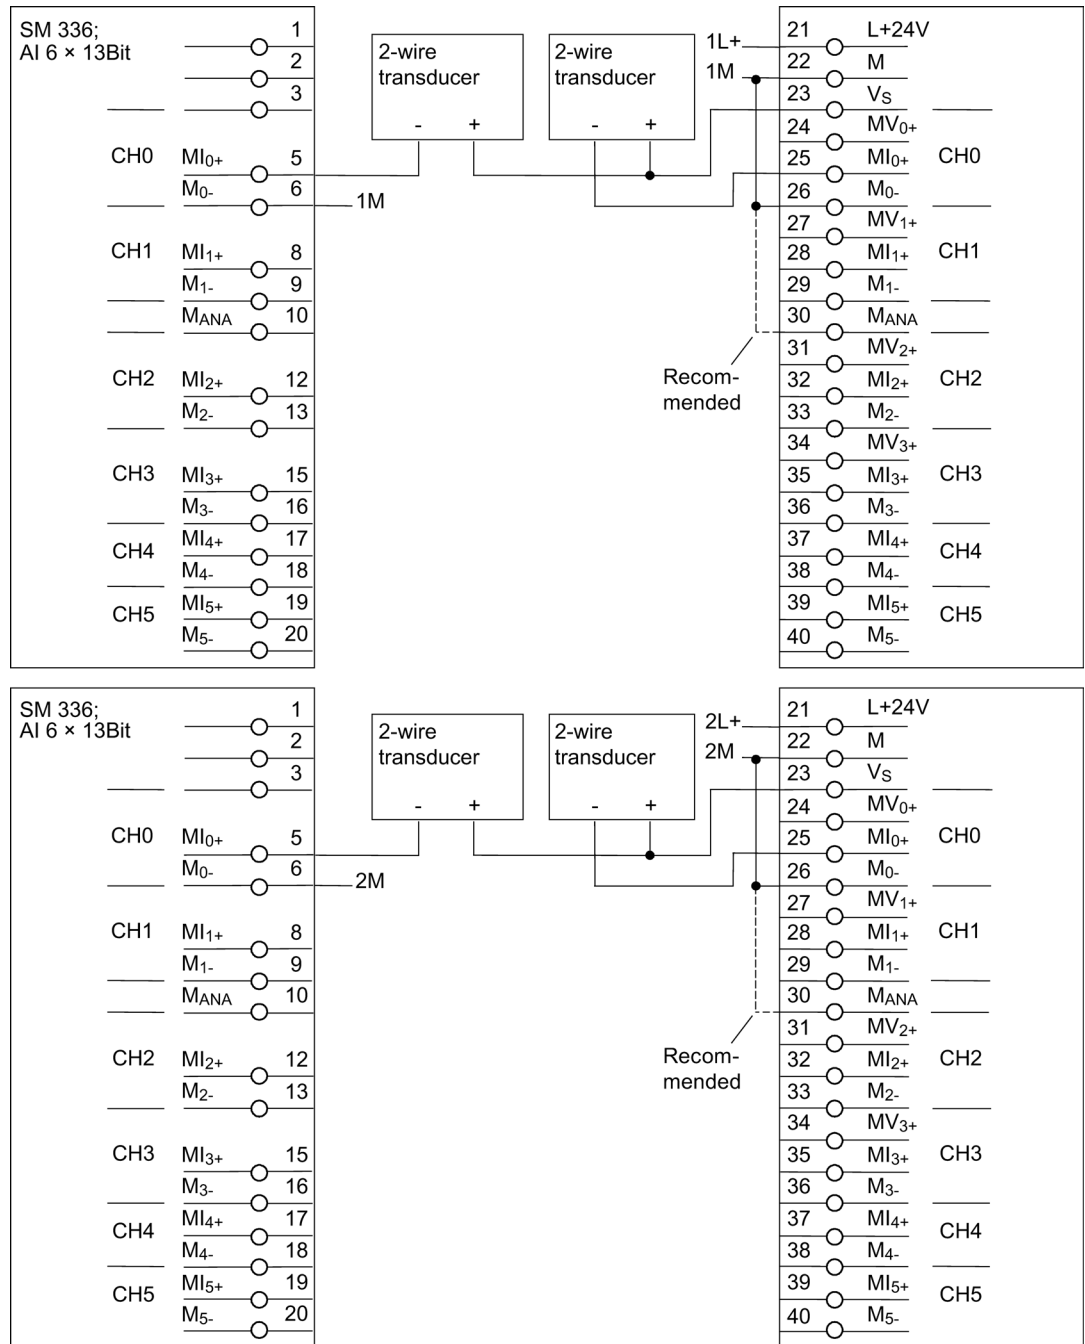 SM 336;
AI 6 × 13Bit
1
2
3
CH0 MI0+ 5
M0- 6
CH1 MI1+ 8
M1- 9
MANA 10
CH2 MI2+ 12
M2- 13
CH3 MI3+ 15
M3- 16
CH4 MI4+ 17
M4- 18
CH5 MI5+ 19
M5- 20
2-wire
transducer
- +
2-wire
transducer
- +
1M
1L+
1M
Recom-
mended
21 L+24V
22 M
23 VS
24 MV0+
25 MI0+ CH0
26 M0-
27 MV1+
28 MI1+ CH1
29 M1-
30 MANA
31 MV2+
32 MI2+ CH2
33 M2-
34 MV3+
35 MI3+ CH3
36 M3-
37 MI4+ CH4
38 M4-
39 MI5+ CH5
40 M5-
SM 336;
AI 6 × 13Bit
1
2
3
CH0 MI0+ 5
M0- 6
CH1 MI1+ 8
M1- 9
MANA 10
CH2 MI2+ 12
M2- 13
CH3 MI3+ 15
M3- 16
CH4 MI4+ 17
M4- 18
CH5 MI5+ 19
M5- 20
2-wire
transducer
- +
2-wire
transducer
- +
2M
2L+
2M
Recom-
mended
21 L+24V
22 M
23 VS
24 MV0+
25 MI0+ CH0
26 M0-
27 MV1+
28 MI1+ CH1
29 M1-
30 MANA
31 MV2+
32 MI2+ CH2
33 M2-
34 MV3+
35 MI3+ CH3
36 M3-
37 MI4+ CH4
38 M4-
39 MI5+ CH5
40 M5-